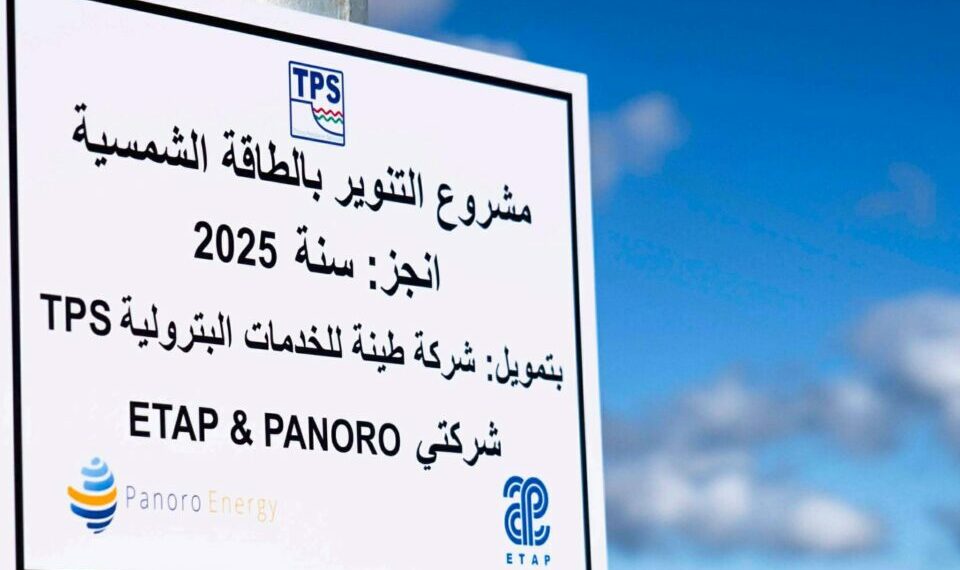 TPS
مشروع التنوير بالطاقة الشمسية
انجز: سنة 2025
بتمويل: شركة طينة للخدمات البترولية TPS
شركتي ETAP & PANORO
Panoro Energy
ETAP